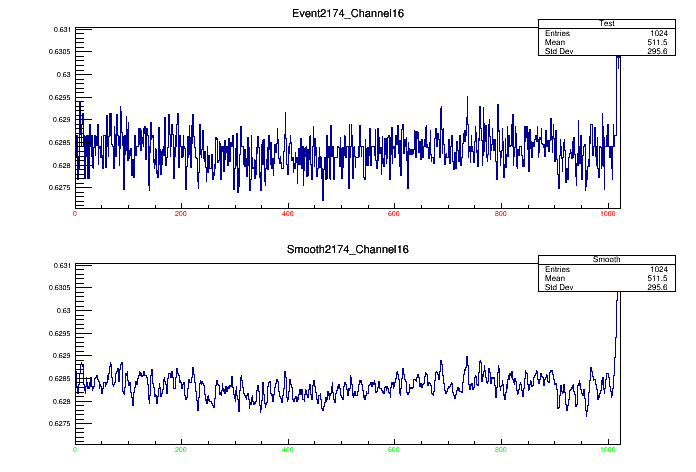 Event2174_Channel16
Test
Entries 1024
Mean 511.5
Std Dev 295.6
0.631
0.6305
0.63
0.6295
0.629
0.6285
0.628
0.6275
0 200 400 600 800 1000
Smooth2174_Channel16
Smooth
Entries 1024
Mean 511.5
Std Dev 295.6
0.631
0.6305
0.63
0.6295
0.629
0.6285
0.628
0.6275
0 200 400 600 800 1000